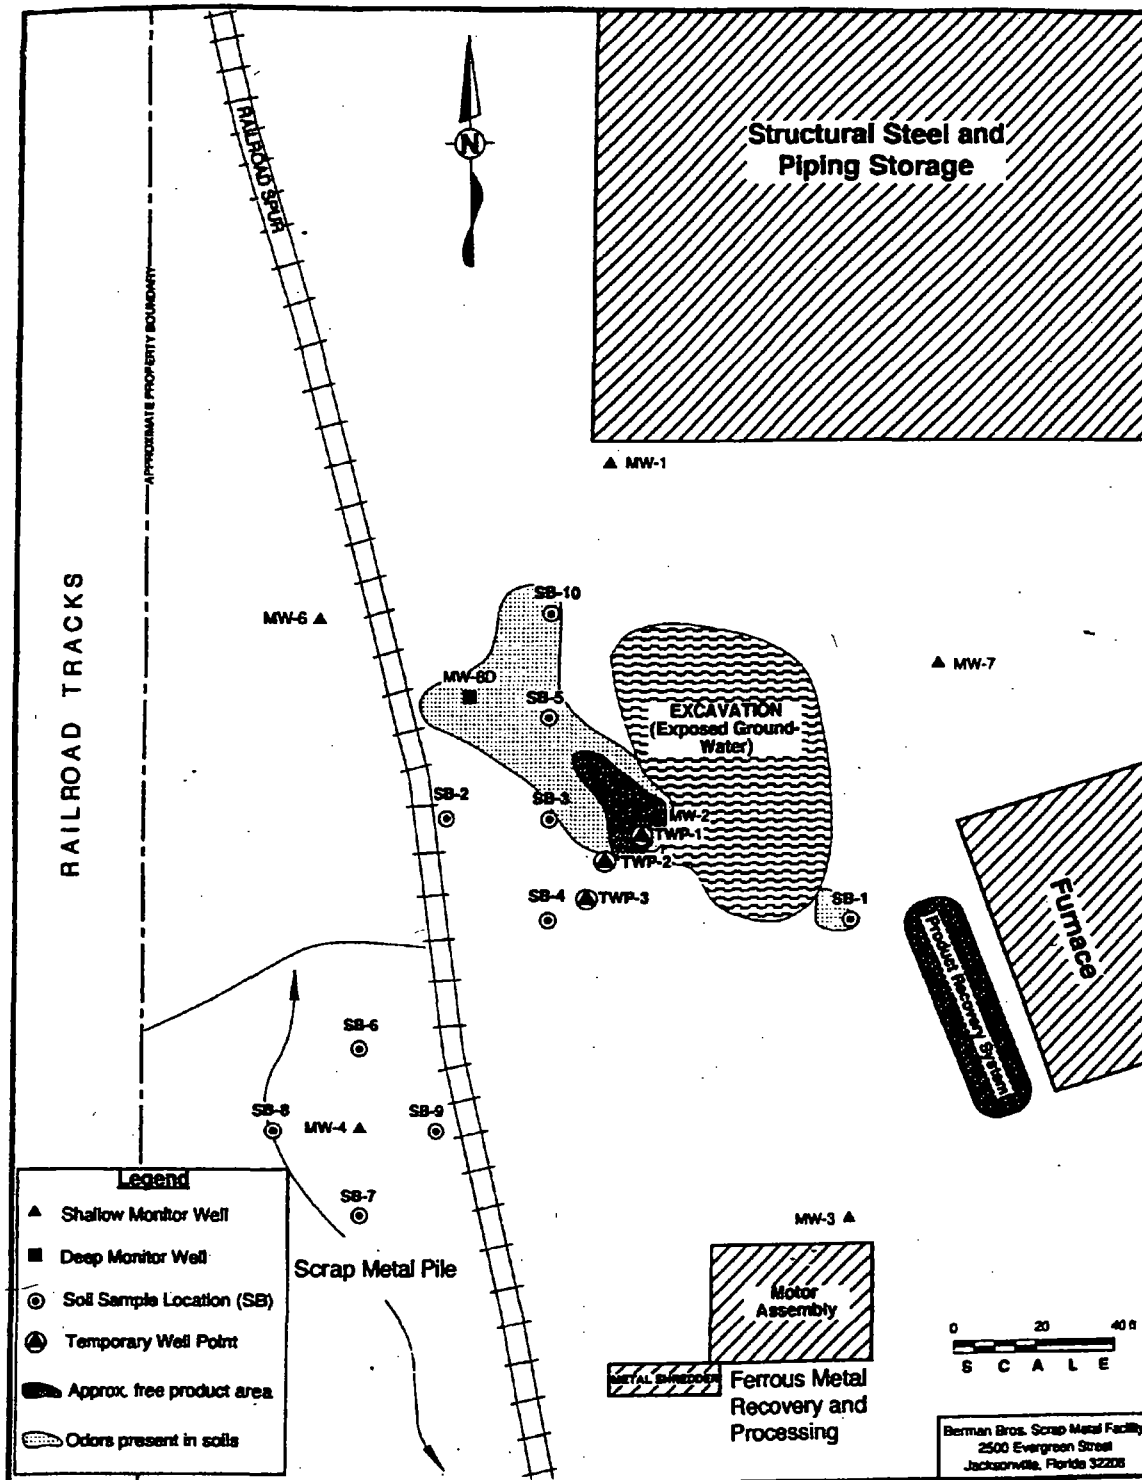 Structural Steel and
Piping Storage
N
RAILROAD SPUR
APPROXIMATE PROPERTY BOUNDARY
RAILROAD TRACKS
MW-1
SB-10
MW-6
MW-7
MW-8D
SB-5
EXCAVATION
(Exposed Ground-
Water)
SB-2
SB-3
MW-2
TWP-1
TWP-2
SB-4
TWP-3
SB-1
Furnace
Product Recovery System
SB-6
SB-8
MW-4
SB-9
SB-7
MW-3
Scrap Metal Pile
Motor
Assembly
METAL SHREDDER
Ferrous Metal
Recovery and
Processing
Legend
Shallow Monitor Well
Deep Monitor Well
Soil Sample Location (SB)
Temporary Well Point
Approx. free product area
Odors present in soils
0 20 40 ft
S C A L E
Berman Bros. Scrap Metal Facility
2500 Evergreen Street
Jacksonville, Florida 32206